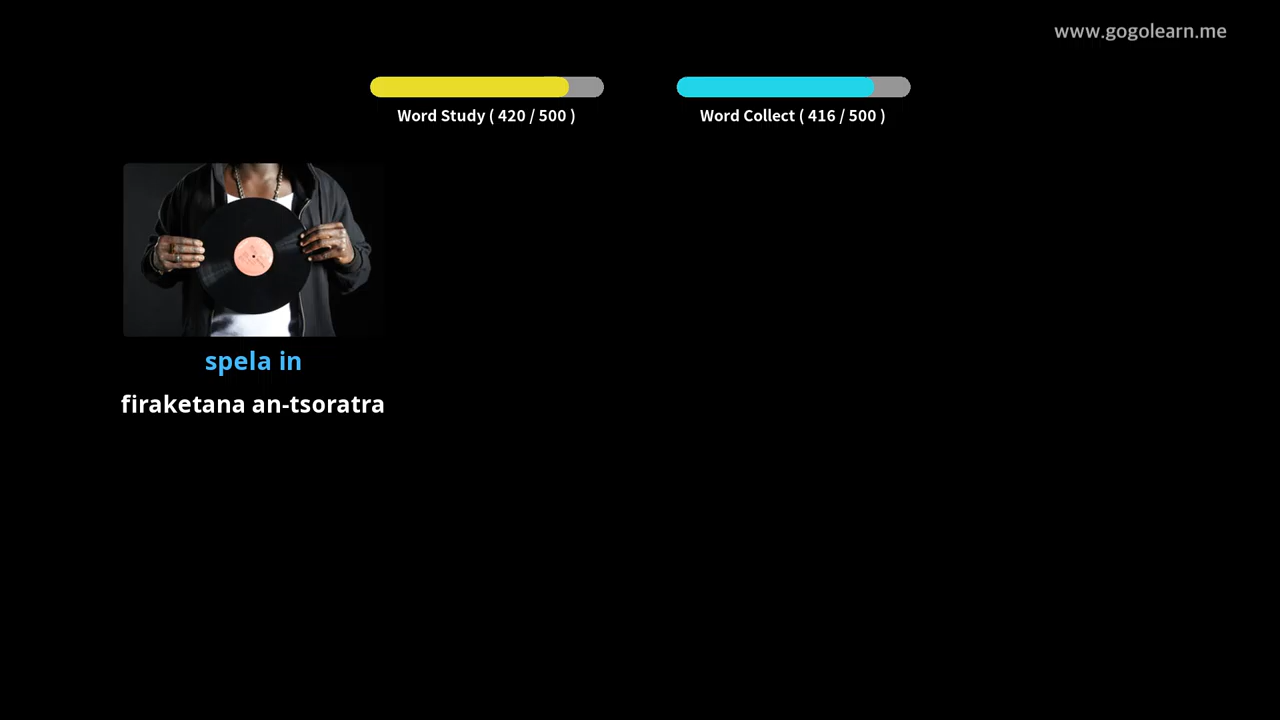 www.gogolearn.me
Word Study ( 420 / 500 )
Word Collect ( 416 / 500 )
spela in
firaketana an-tsoratra